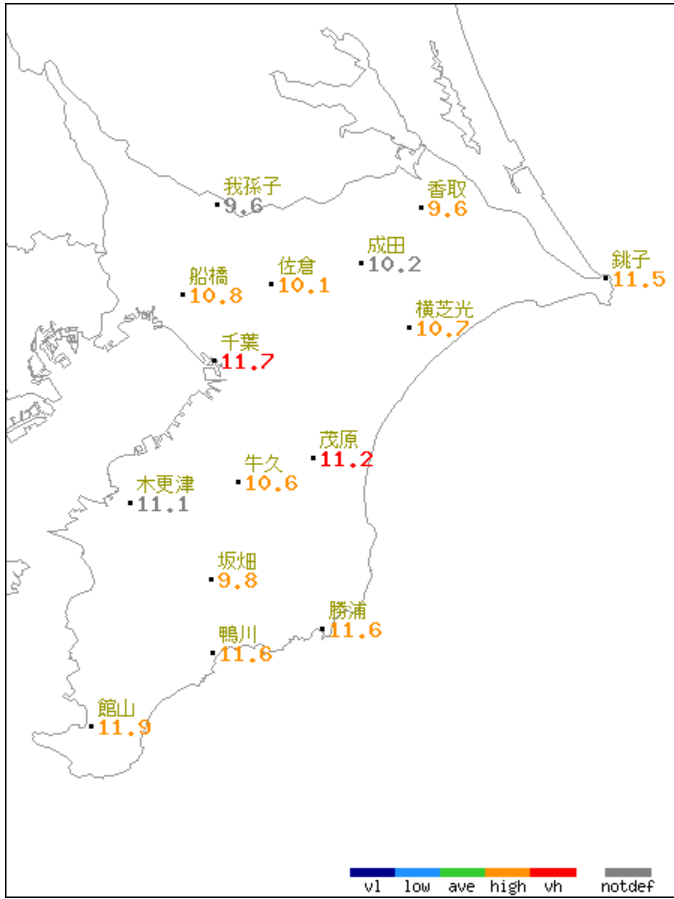 我孫子
9.6
香取
9.6
成田
10.2
銚子
11.5
船橋
10.8
佐倉
10.1
横芝光
10.7
千葉
11.7
茂原
11.2
牛久
10.6
木更津
11.1
坂畑
9.8
勝浦
11.6
鴨川
11.6
館山
11.9
vl low ave high vh notdef